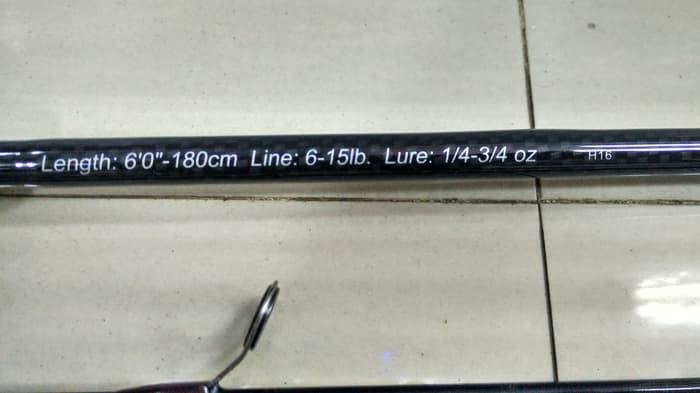 Length: 6'0"-180cm Line: 6-15lb. Lure: 1/4-3/4 oz H16